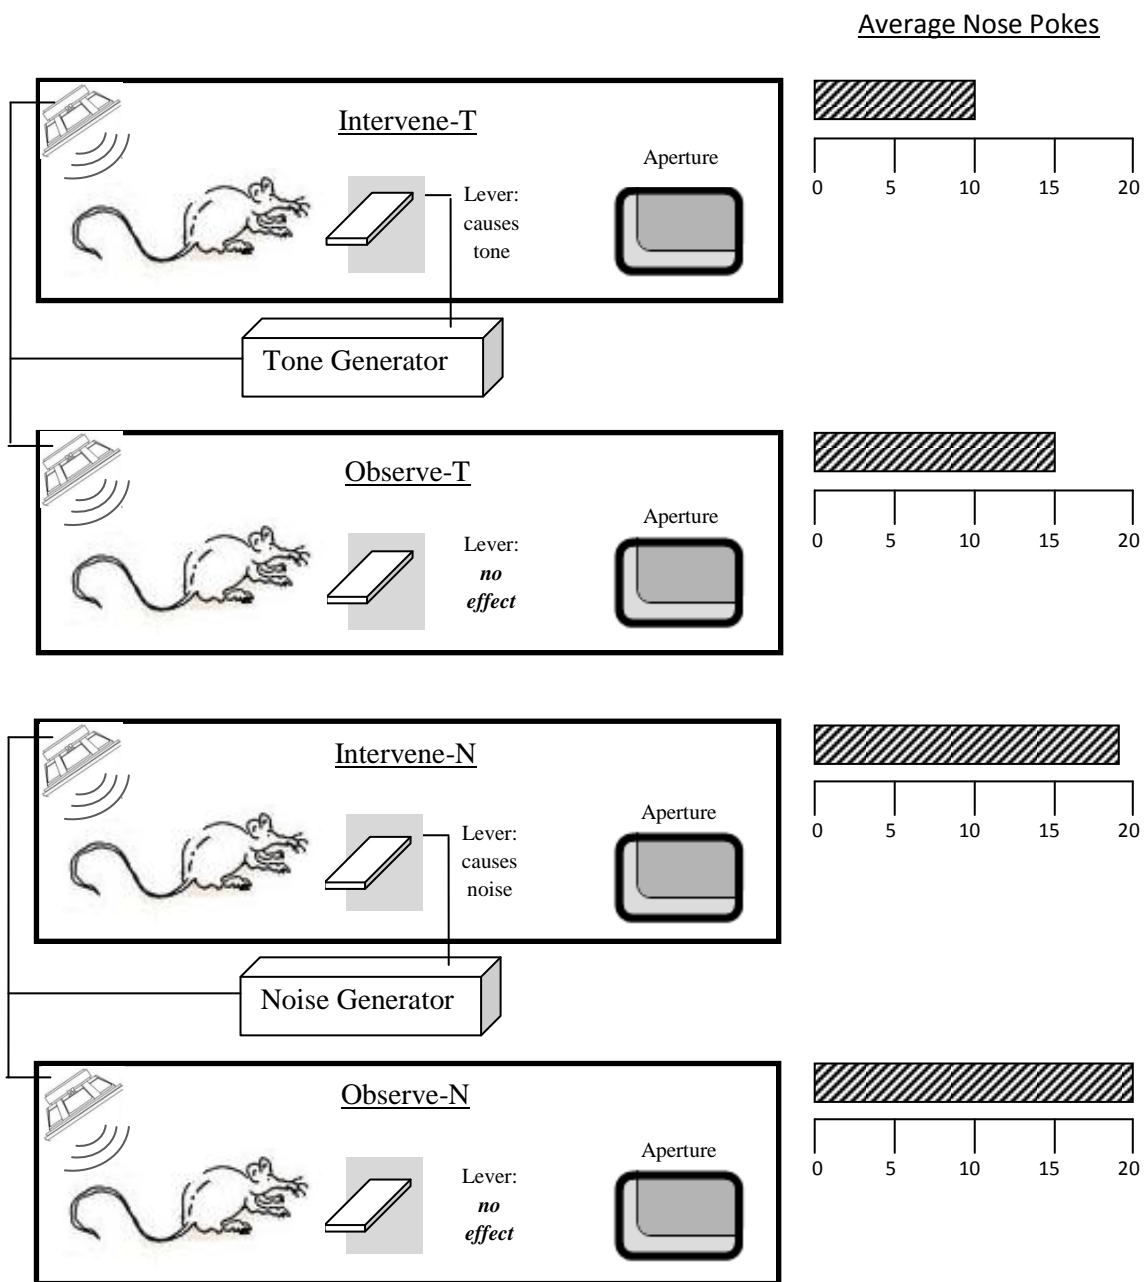 Average Nose Pokes
Intervene-T
Aperture
Lever:
causes
tone
0 5 10 15 20
Tone Generator
Observe-T
Aperture
Lever:
no
effect
0 5 10 15 20
Intervene-N
Aperture
Lever:
causes
noise
0 5 10 15 20
Noise Generator
Observe-N
Aperture
Lever:
no
effect
0 5 10 15 20